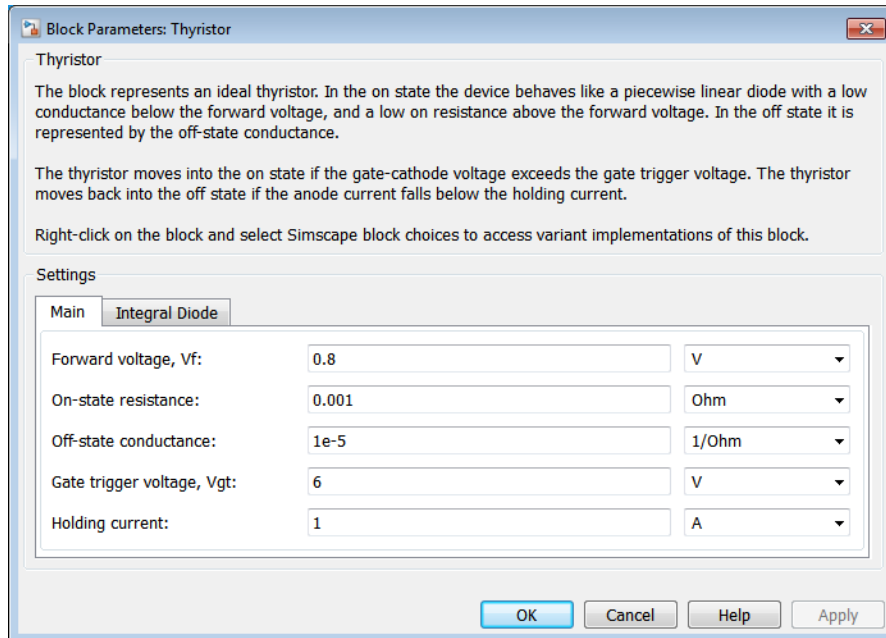 Block Parameters: Thyristor
Thyristor
The block represents an ideal thyristor. In the on state the device behaves like a piecewise linear diode with a low
conductance below the forward voltage, and a low on resistance above the forward voltage. In the off state it is
represented by the off-state conductance.
The thyristor moves into the on state if the gate-cathode voltage exceeds the gate trigger voltage. The thyristor
moves back into the off state if the anode current falls below the holding current.
Right-click on the block and select Simscape block choices to access variant implementations of this block.
Settings
Main Integral Diode
Forward voltage, Vf: 0.8 V
On-state resistance: 0.001 Ohm
Off-state conductance: 1e-5 1/Ohm
Gate trigger voltage, Vgt: 6 V
Holding current: 1 A
OK Cancel Help Apply